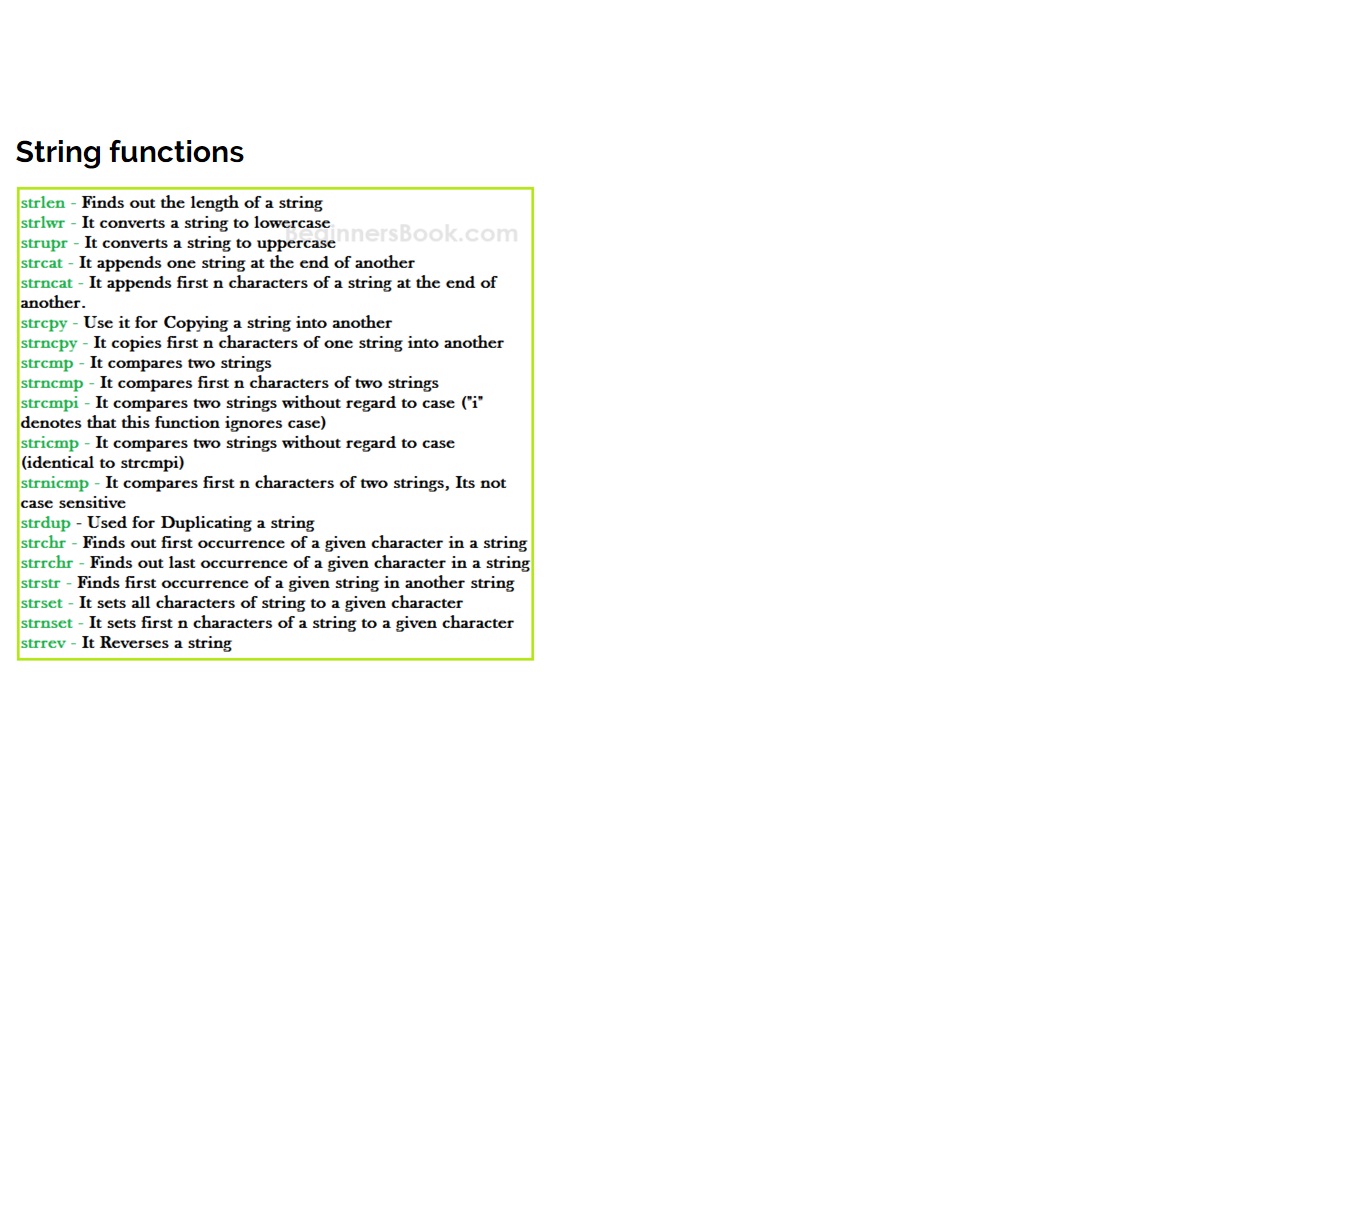 String functions
strlen - Finds out the length of a string
strlwr - It converts a string to lowercase
BeginnersBook.com
strupr - It converts a string to uppercase
strcat - It appends one string at the end of another
strncat - It appends first n characters of a string at the end of
another.
strcpy - Use it for Copying a string into another
strncpy - It copies first n characters of one string into another
strcmp - It compares two strings
strncmp - It compares first n characters of two strings
strcmpi - It compares two strings without regard to case ("i"
denotes that this function ignores case)
stricmp - It compares two strings without regard to case
(identical to strcmpi)
strnicmp - It compares first n characters of two strings, Its not
case sensitive
strdup - Used for Duplicating a string
strchr - Finds out first occurrence of a given character in a string
strrchr - Finds out last occurrence of a given character in a string
strstr - Finds first occurrence of a given string in another string
strset - It sets all characters of string to a given character
strnset - It sets first n characters of a string to a given character
strrev - It Reverses a string